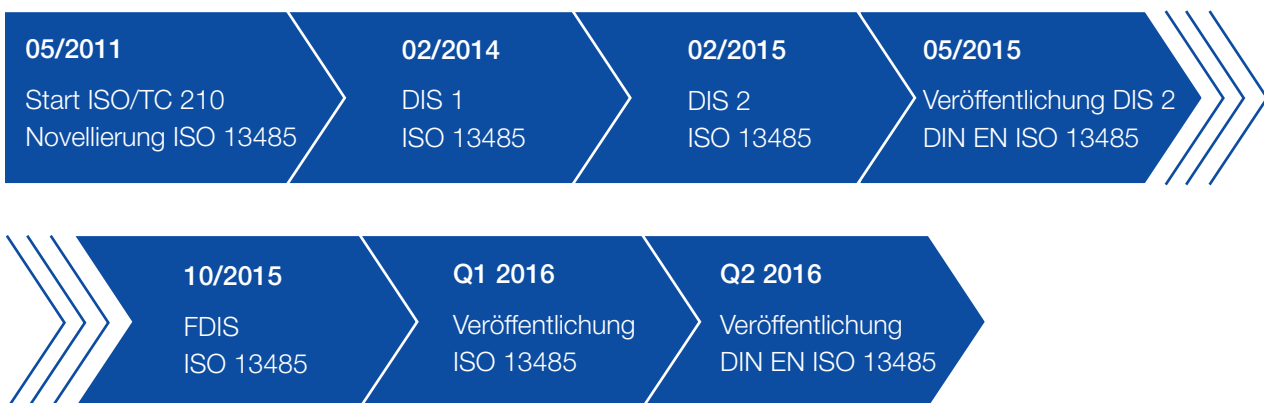 05/2011
Start ISO/TC 210
Novellierung ISO 13485
02/2014
DIS 1
ISO 13485
02/2015
DIS 2
ISO 13485
05/2015
Veröffentlichung DIS 2
DIN EN ISO 13485
10/2015
FDIS
ISO 13485
Q1 2016
Veröffentlichung
ISO 13485
Q2 2016
Veröffentlichung
DIN EN ISO 13485